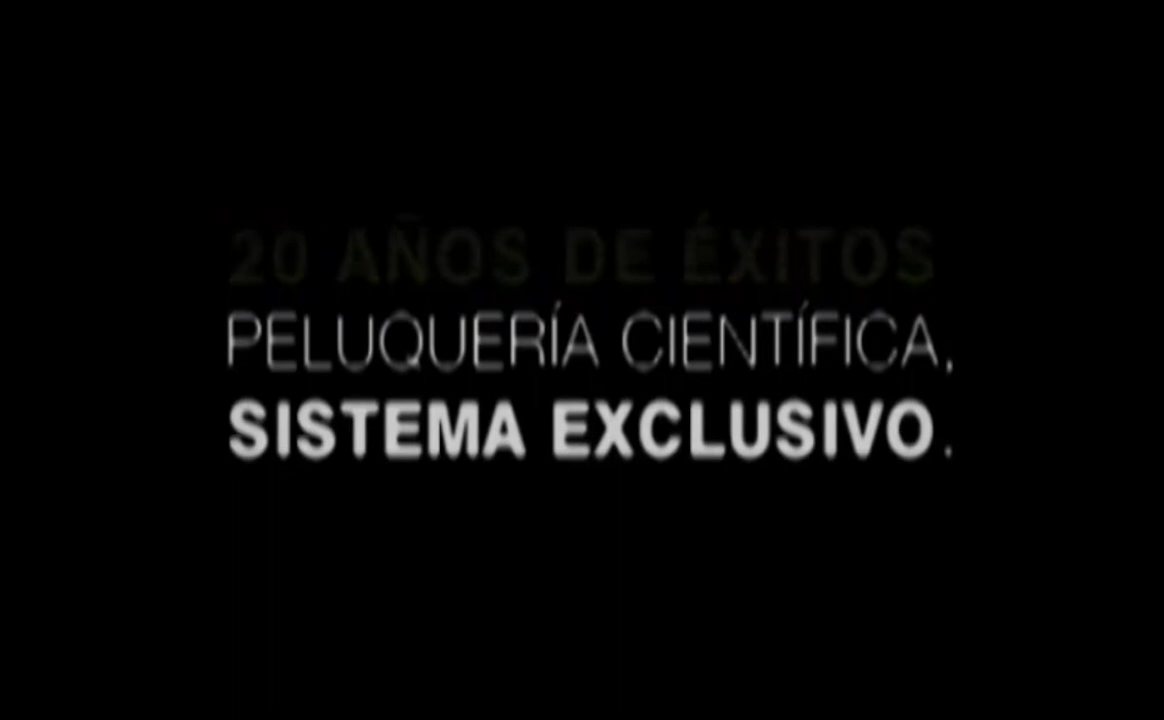 20 AÑOS DE ÉXITOS
PELUQUERÍA CIENTÍFICA,
SISTEMA EXCLUSIVO.